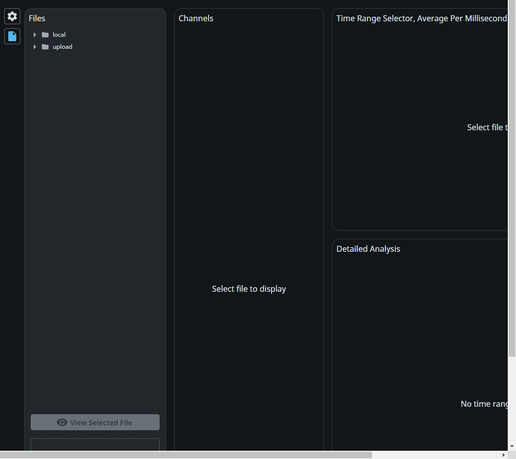 Files
local
upload
View Selected File
Channels
Select file to display
Time Range Selector, Average Per Millisecond
Select file t
Detailed Analysis
No time rang